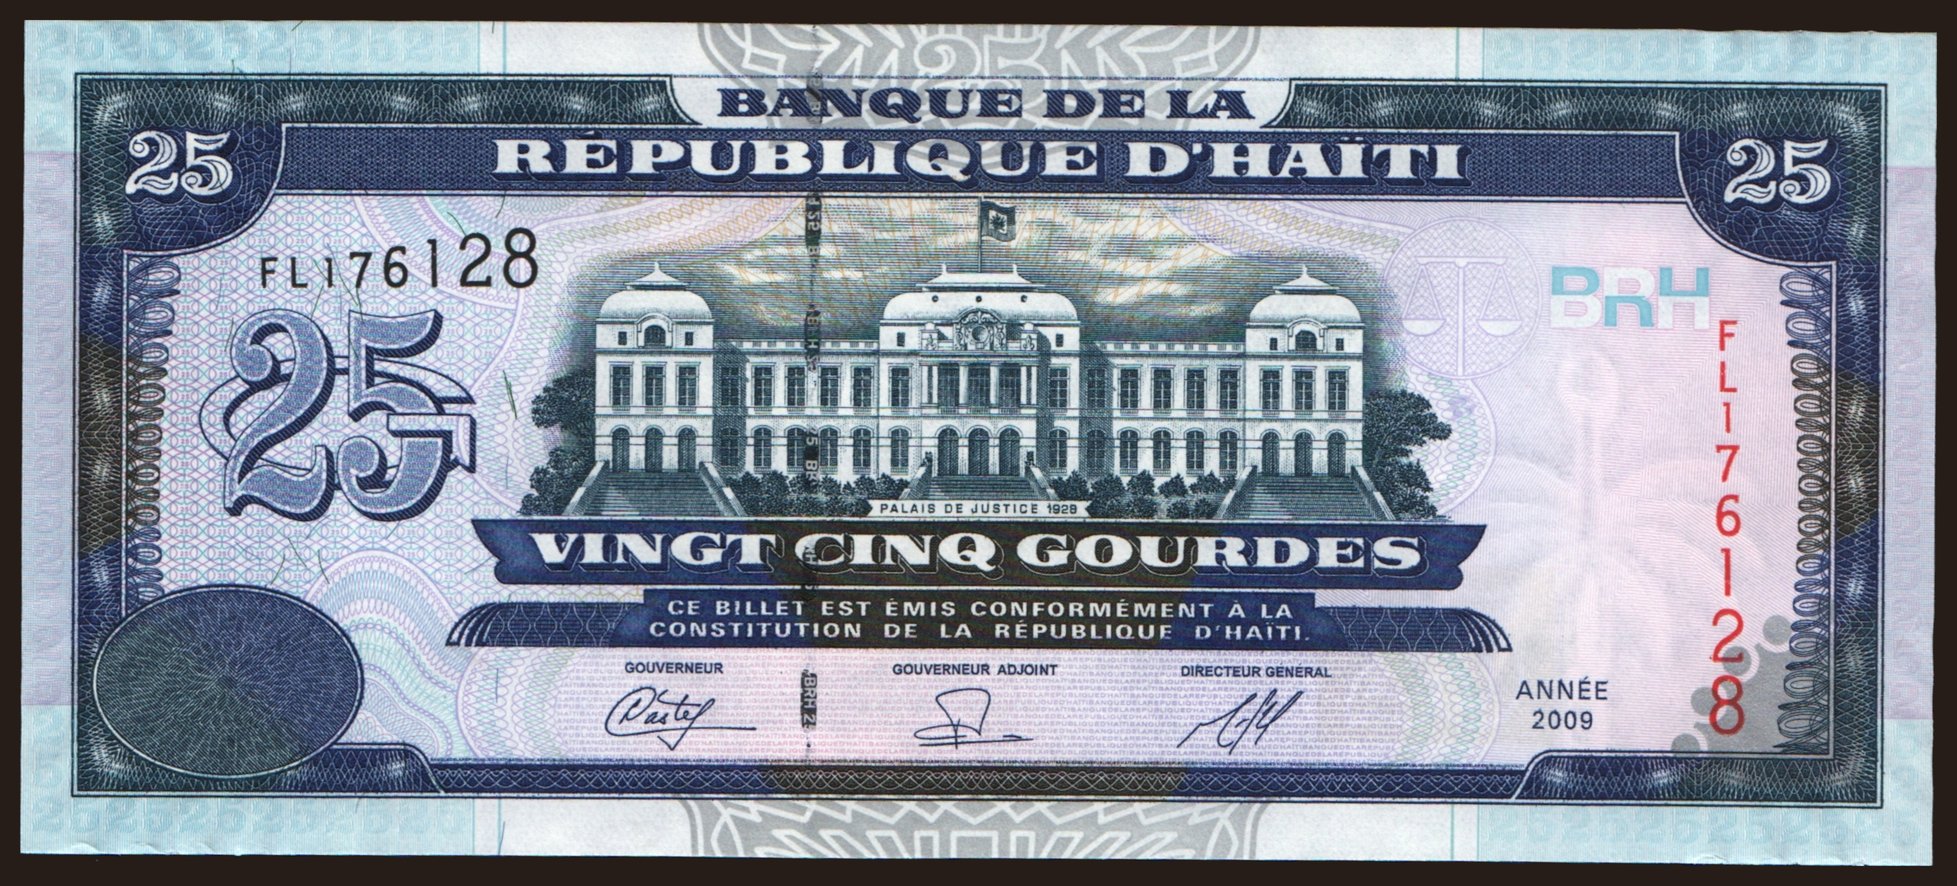 BANQUE DE LA
RÉPUBLIQUE D'HAÏTI
25
25
FL176128
BRH
25
FL176128
PALAIS DE JUSTICE 1928
VINGT CINQ GOURDES
CE BILLET EST ÉMIS CONFORMÉMENT À LA
CONSTITUTION DE LA RÉPUBLIQUE D'HAÏTI.
GOUVERNEUR
GOUVERNEUR ADJOINT
DIRECTEUR GENERAL
ANNÉE
2009
25